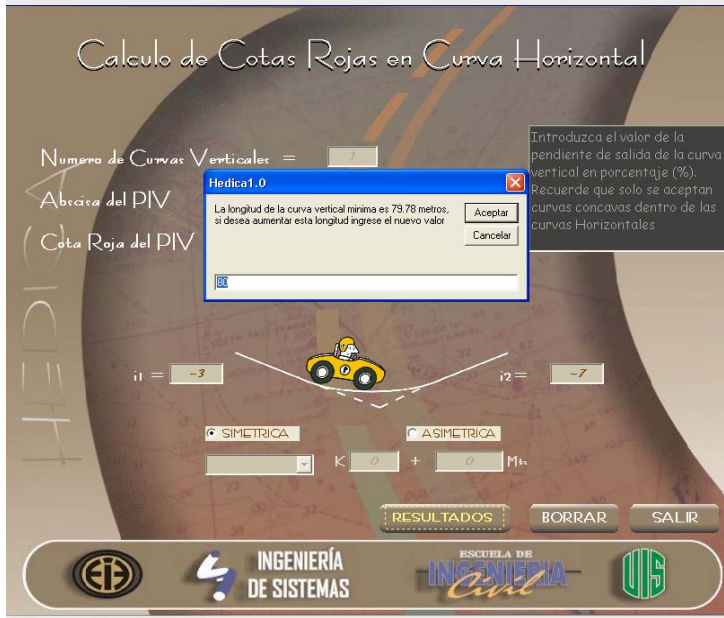 Calculo de Cotas Rojas en Curva Horizontal
Numero de Curvas Verticales = 1
Abscisa del PIV
Cota Roja del PIV
Introduzca el valor de la
pendiente de salida de la curva
vertical en porcentaje (%).
Recuerde que solo se aceptan
curvas concavas dentro de las
curvas Horizontales
Hedica1.0
La longitud de la curva vertical minima es 79.78 metros,
si desea aumentar esta longitud ingrese el nuevo valor
Aceptar
Cancelar
80
i1 = -3
i2 = -7
SIMETRICA
ASIMETRICA
K 0 + 0 Mts
RESULTADOS
BORRAR
SALIR
HEDI(A
INGENIERÍA
DE SISTEMAS
ESCUELA DE
INGENIERIA
Civil
UIS